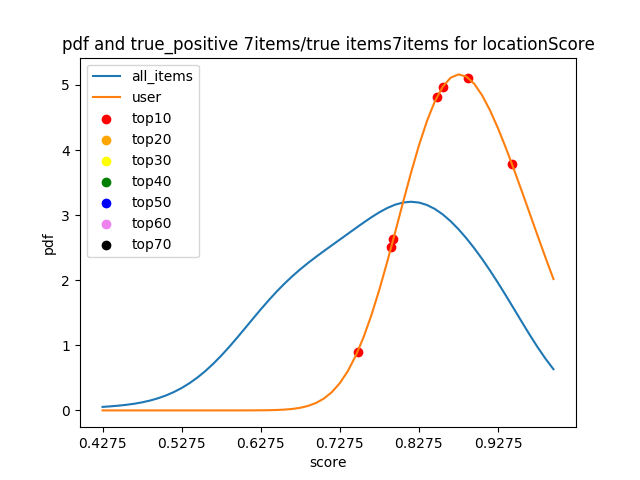 pdf and true_positive 7items/true items7items for locationScore
all_items
user
top10
top20
top30
top40
top50
top60
top70
pdf
5
4
3
2
1
0
0.4275 0.5275 0.6275 0.7275 0.8275 0.9275
score